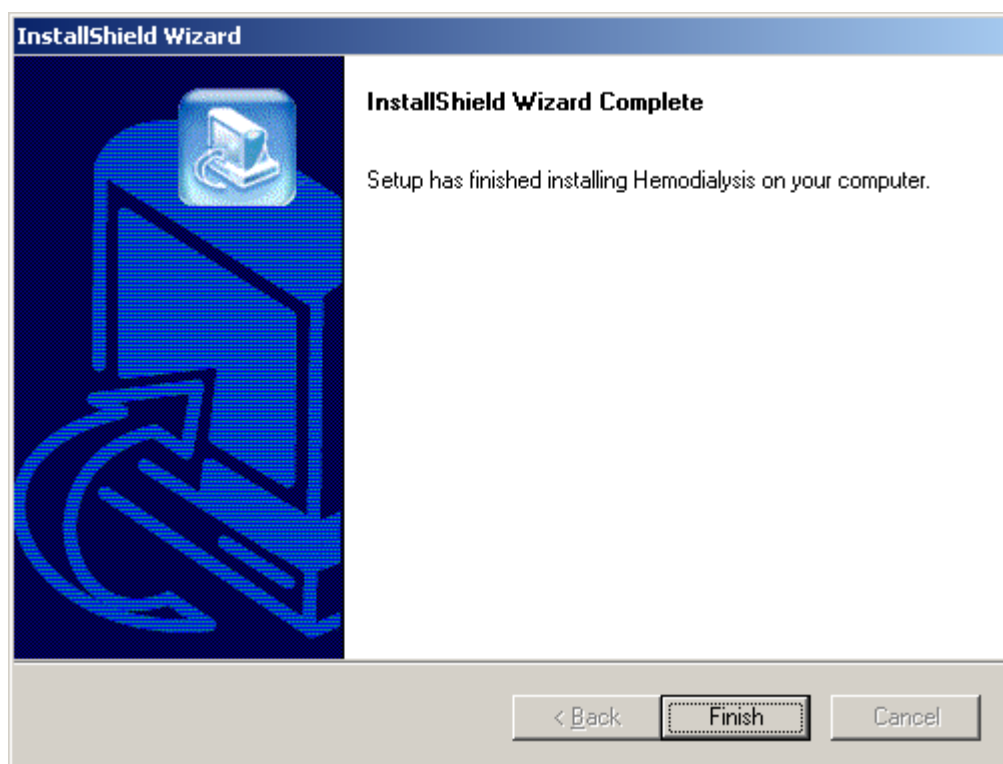 InstallShield Wizard
InstallShield Wizard Complete
Setup has finished installing Hemodialysis on your computer.
< Back
Finish
Cancel